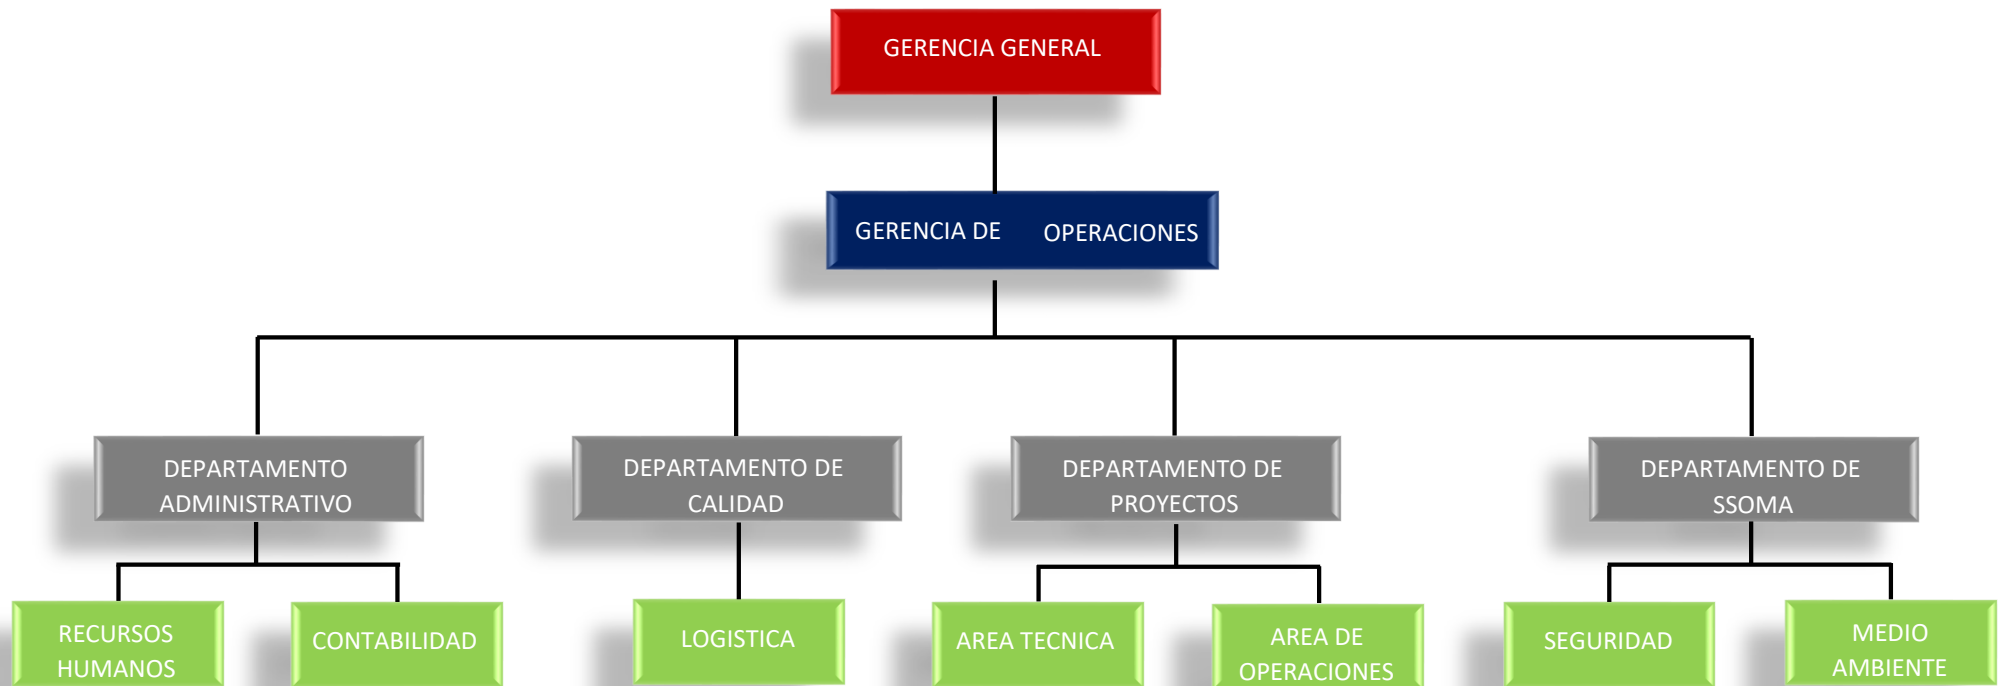 GERENCIA GENERAL
GERENCIA DE OPERACIONES
DEPARTAMENTO
ADMINISTRATIVO
DEPARTAMENTO DE
CALIDAD
DEPARTAMENTO DE
PROYECTOS
DEPARTAMENTO DE
SSOMA
RECURSOS
HUMANOS
CONTABILIDAD
LOGISTICA
AREA TECNICA
AREA DE
OPERACIONES
SEGURIDAD
MEDIO
AMBIENTE